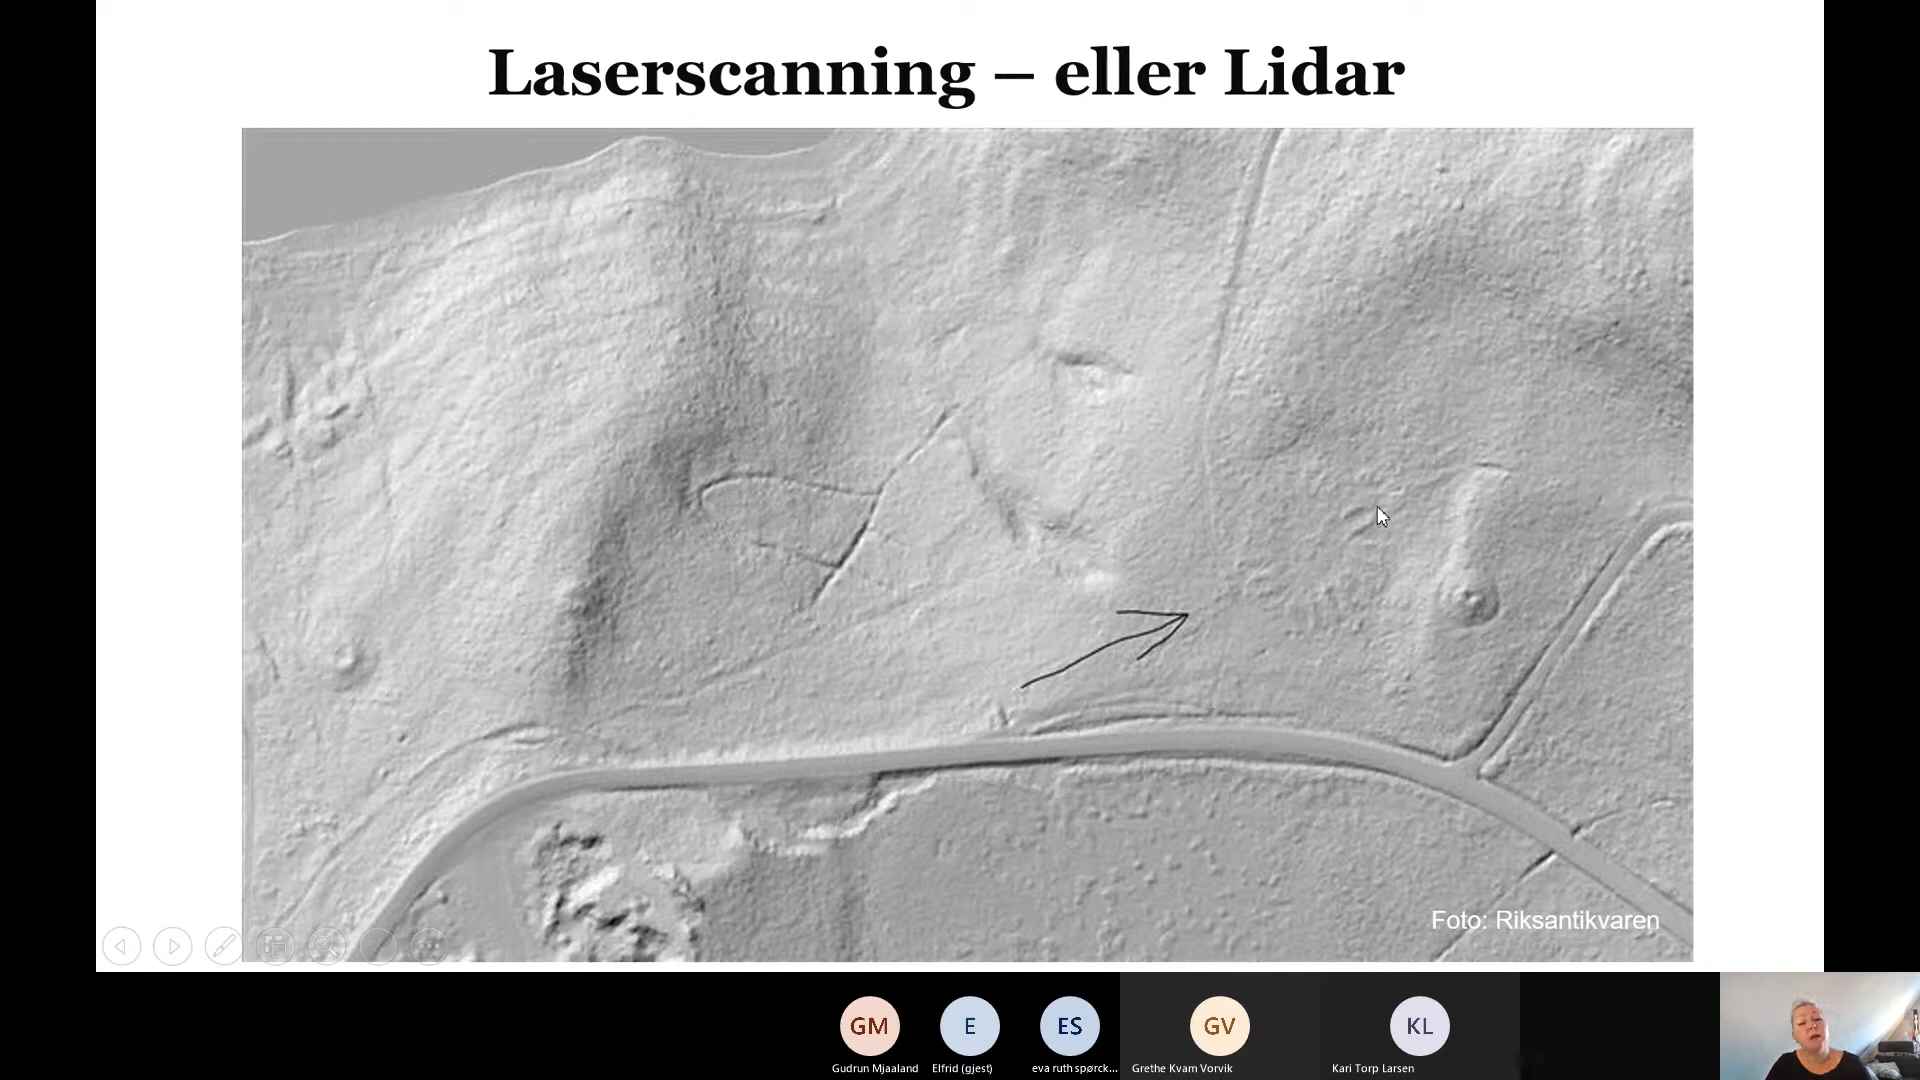 Laserscanning – eller Lidar
Foto: Riksantikvaren
GM
E
ES
GV
KL
Gudrun Mjaaland
Elfrid (gjest)
eva ruth spørck...
Grethe Kvam Vorvik
Kari Torp Larsen